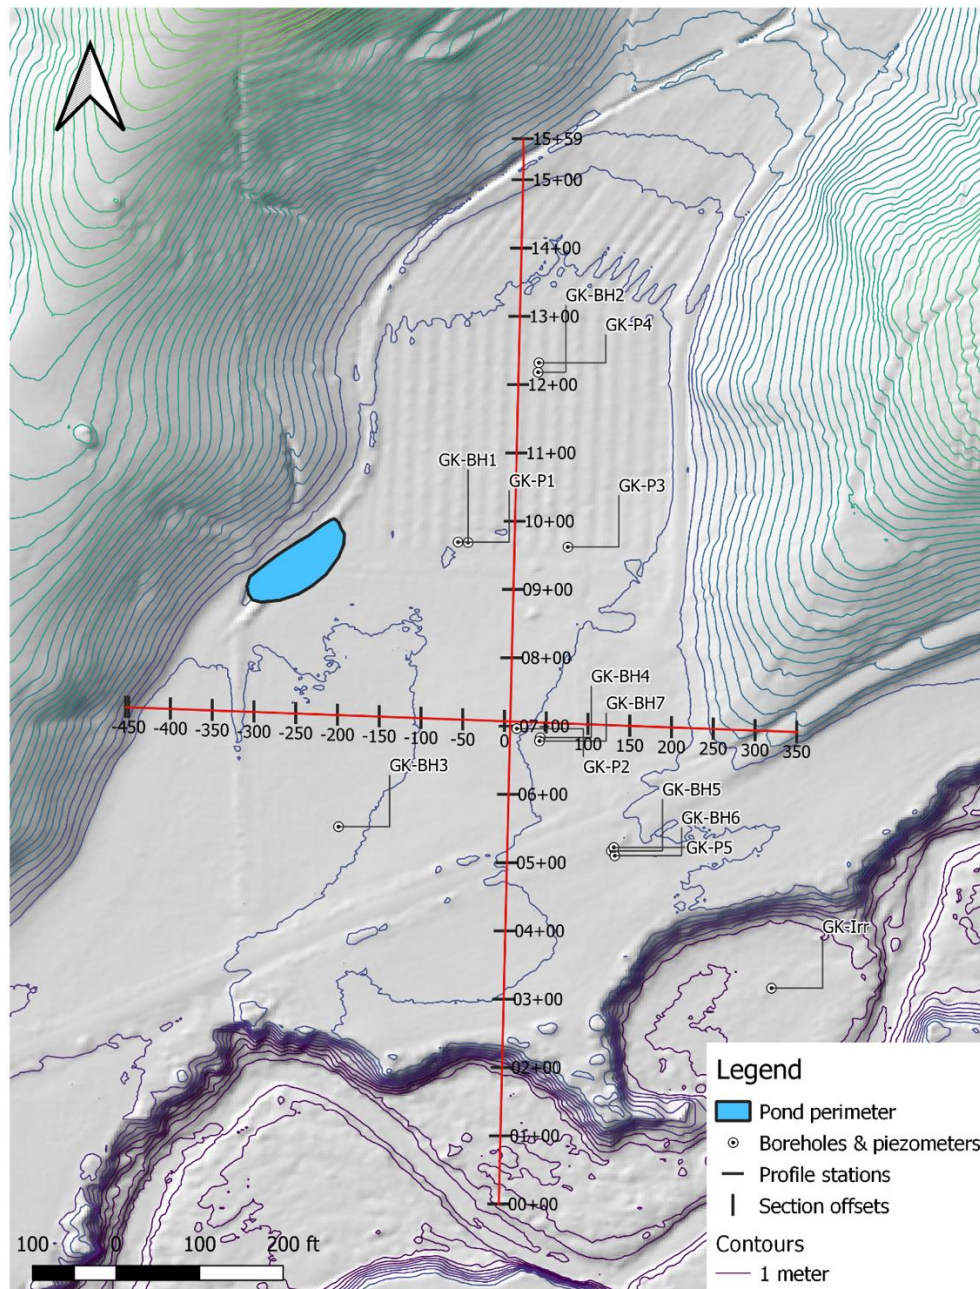 15+59
15+00
14+00
GK-BH2
13+00
GK-P4
12+00
11+00
GK-BH1
GK-P1
GK-P3
10+00
09+00
08+00
GK-BH4
GK-BH7
-450
-350
-300
-250
-200
-150
-100
-50
0
07+00
100
150
200
250
300
350
GK-P2
GK-BH3
GK-BH5
06+00
GK-BH6
GK-P5
05+00
GK-Irr
04+00
03+00
02+00
01+00
00+00
100 0 100 200 ft
Legend
Pond perimeter
Boreholes & piezometers
Profile stations
Section offsets
Contours
1 meter